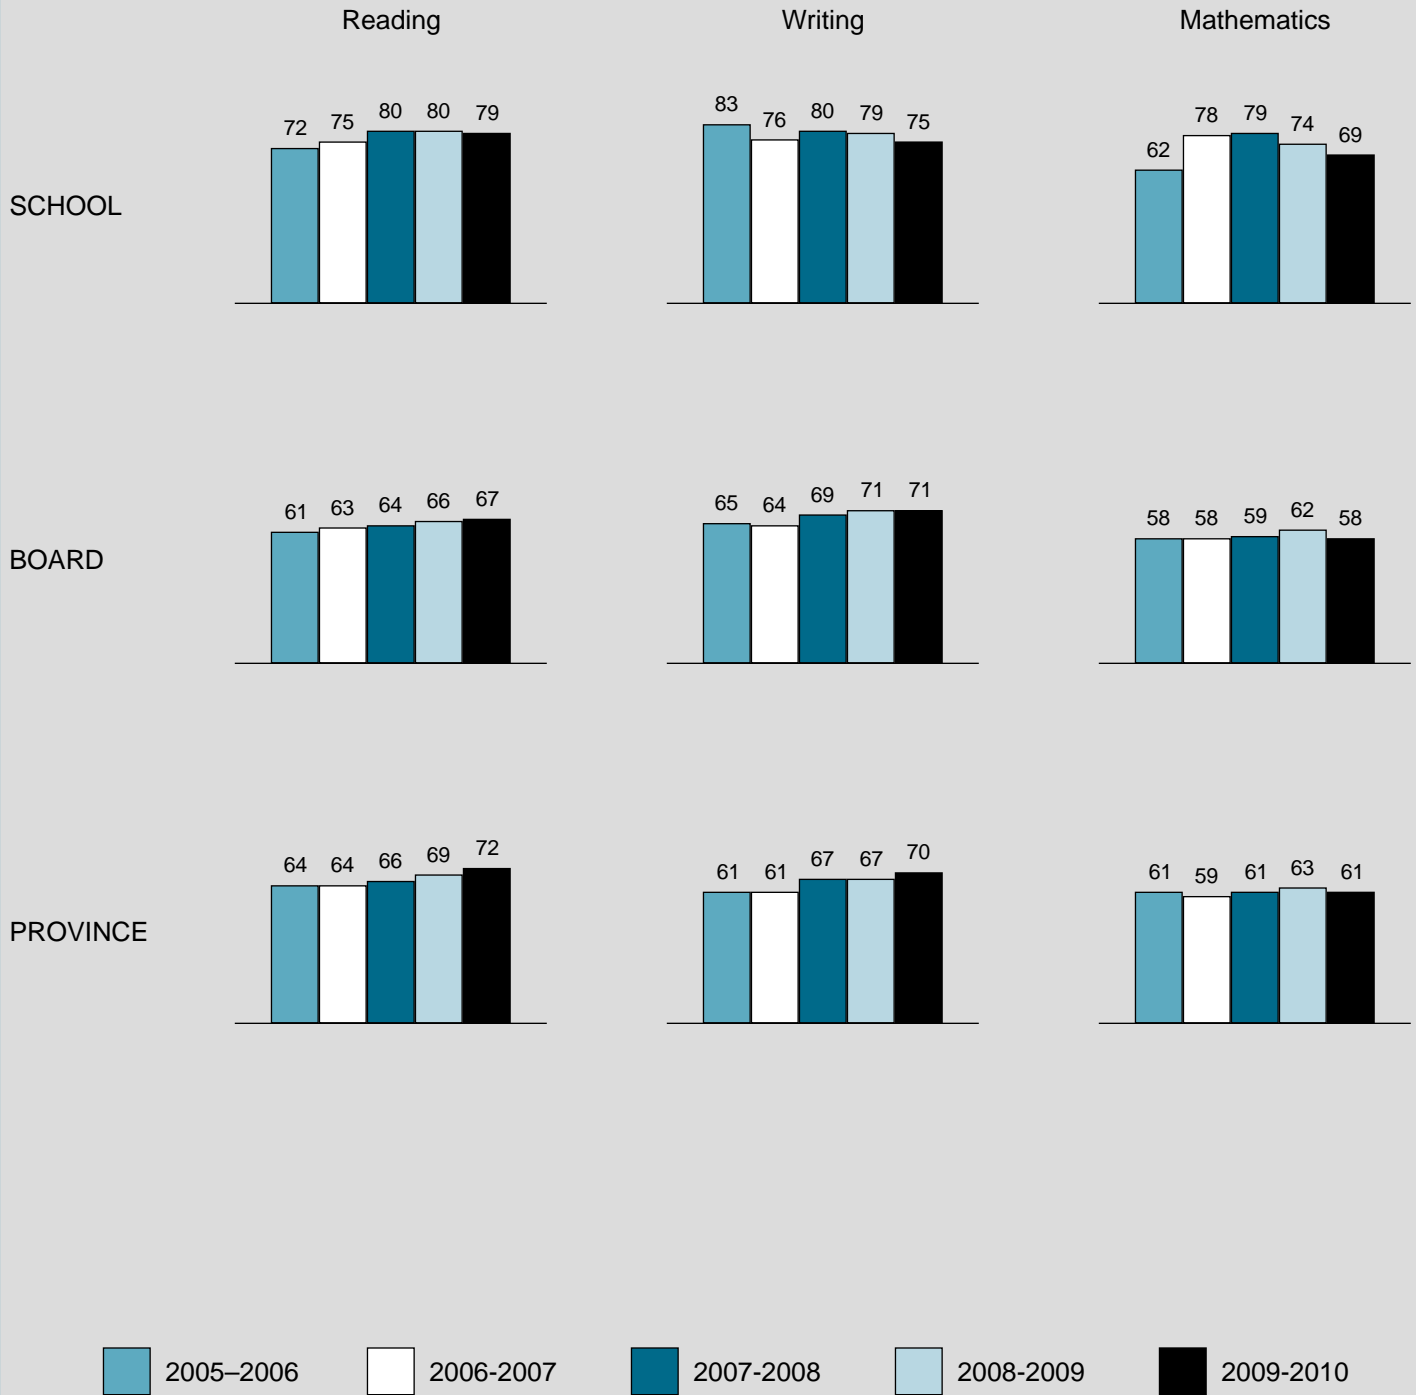 Reading Writing Mathematics
72 75 80 80 79
83 76 80 79 75
62 78 79 74 69
SCHOOL
61 63 64 66 67
65 64 69 71 71
58 58 59 62 58
BOARD
64 64 66 69 72
61 61 67 67 70
61 59 61 63 61
PROVINCE
2005–2006 2006-2007 2007-2008 2008-2009 2009-2010